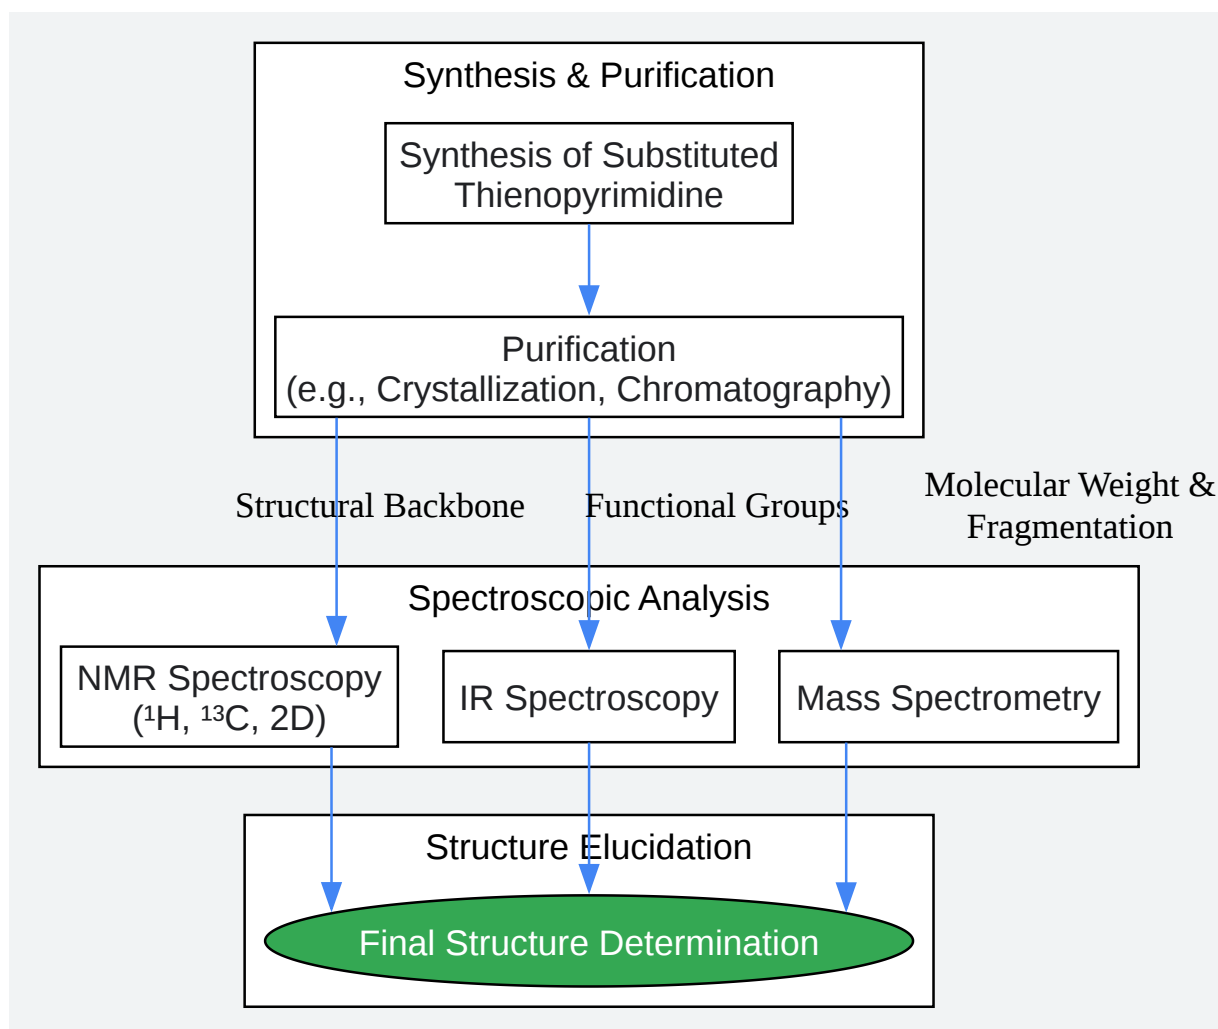 Synthesis & Purification
Synthesis of Substituted
Thienopyrimidine
Purification
(e.g., Crystallization, Chromatography)
Structural Backbone
Functional Groups
Molecular Weight &
Fragmentation
Spectroscopic Analysis
NMR Spectroscopy
(¹H, ¹³C, 2D)
IR Spectroscopy
Mass Spectrometry
Structure Elucidation
Final Structure Determination